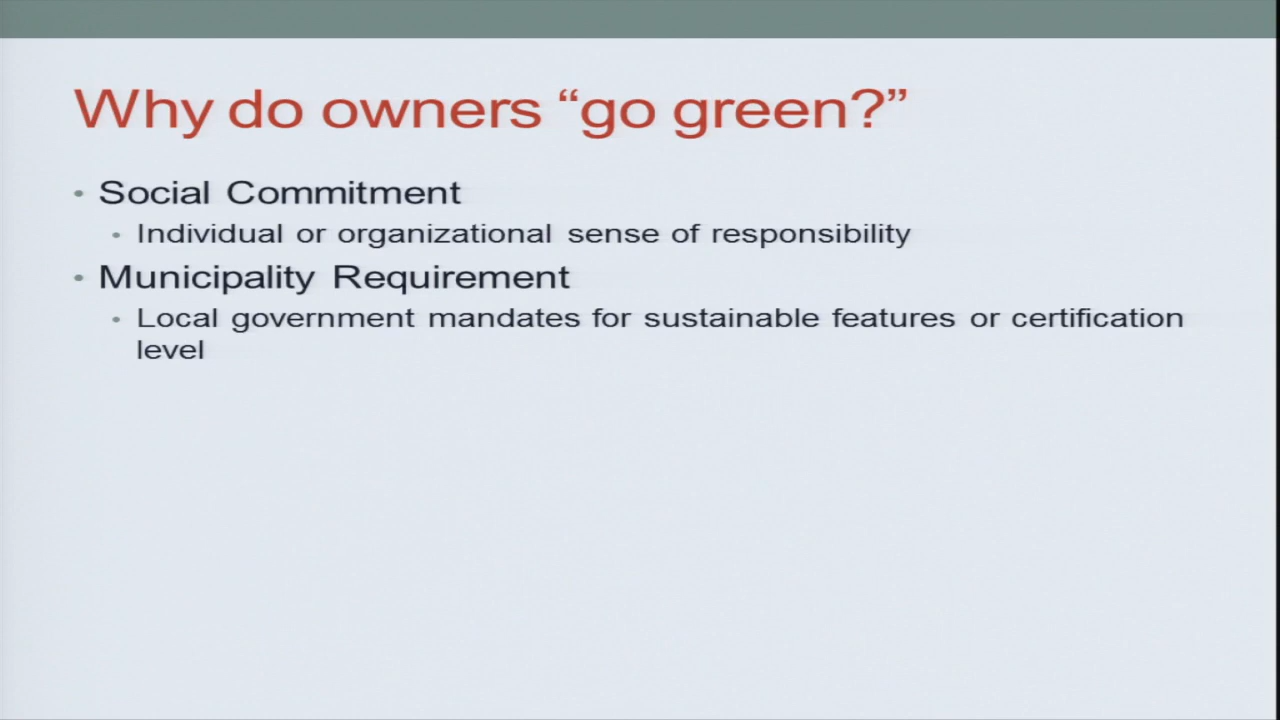 Why do owners “go green?”
• Social Commitment
• Individual or organizational sense of responsibility
• Municipality Requirement
• Local government mandates for sustainable features or certification
level